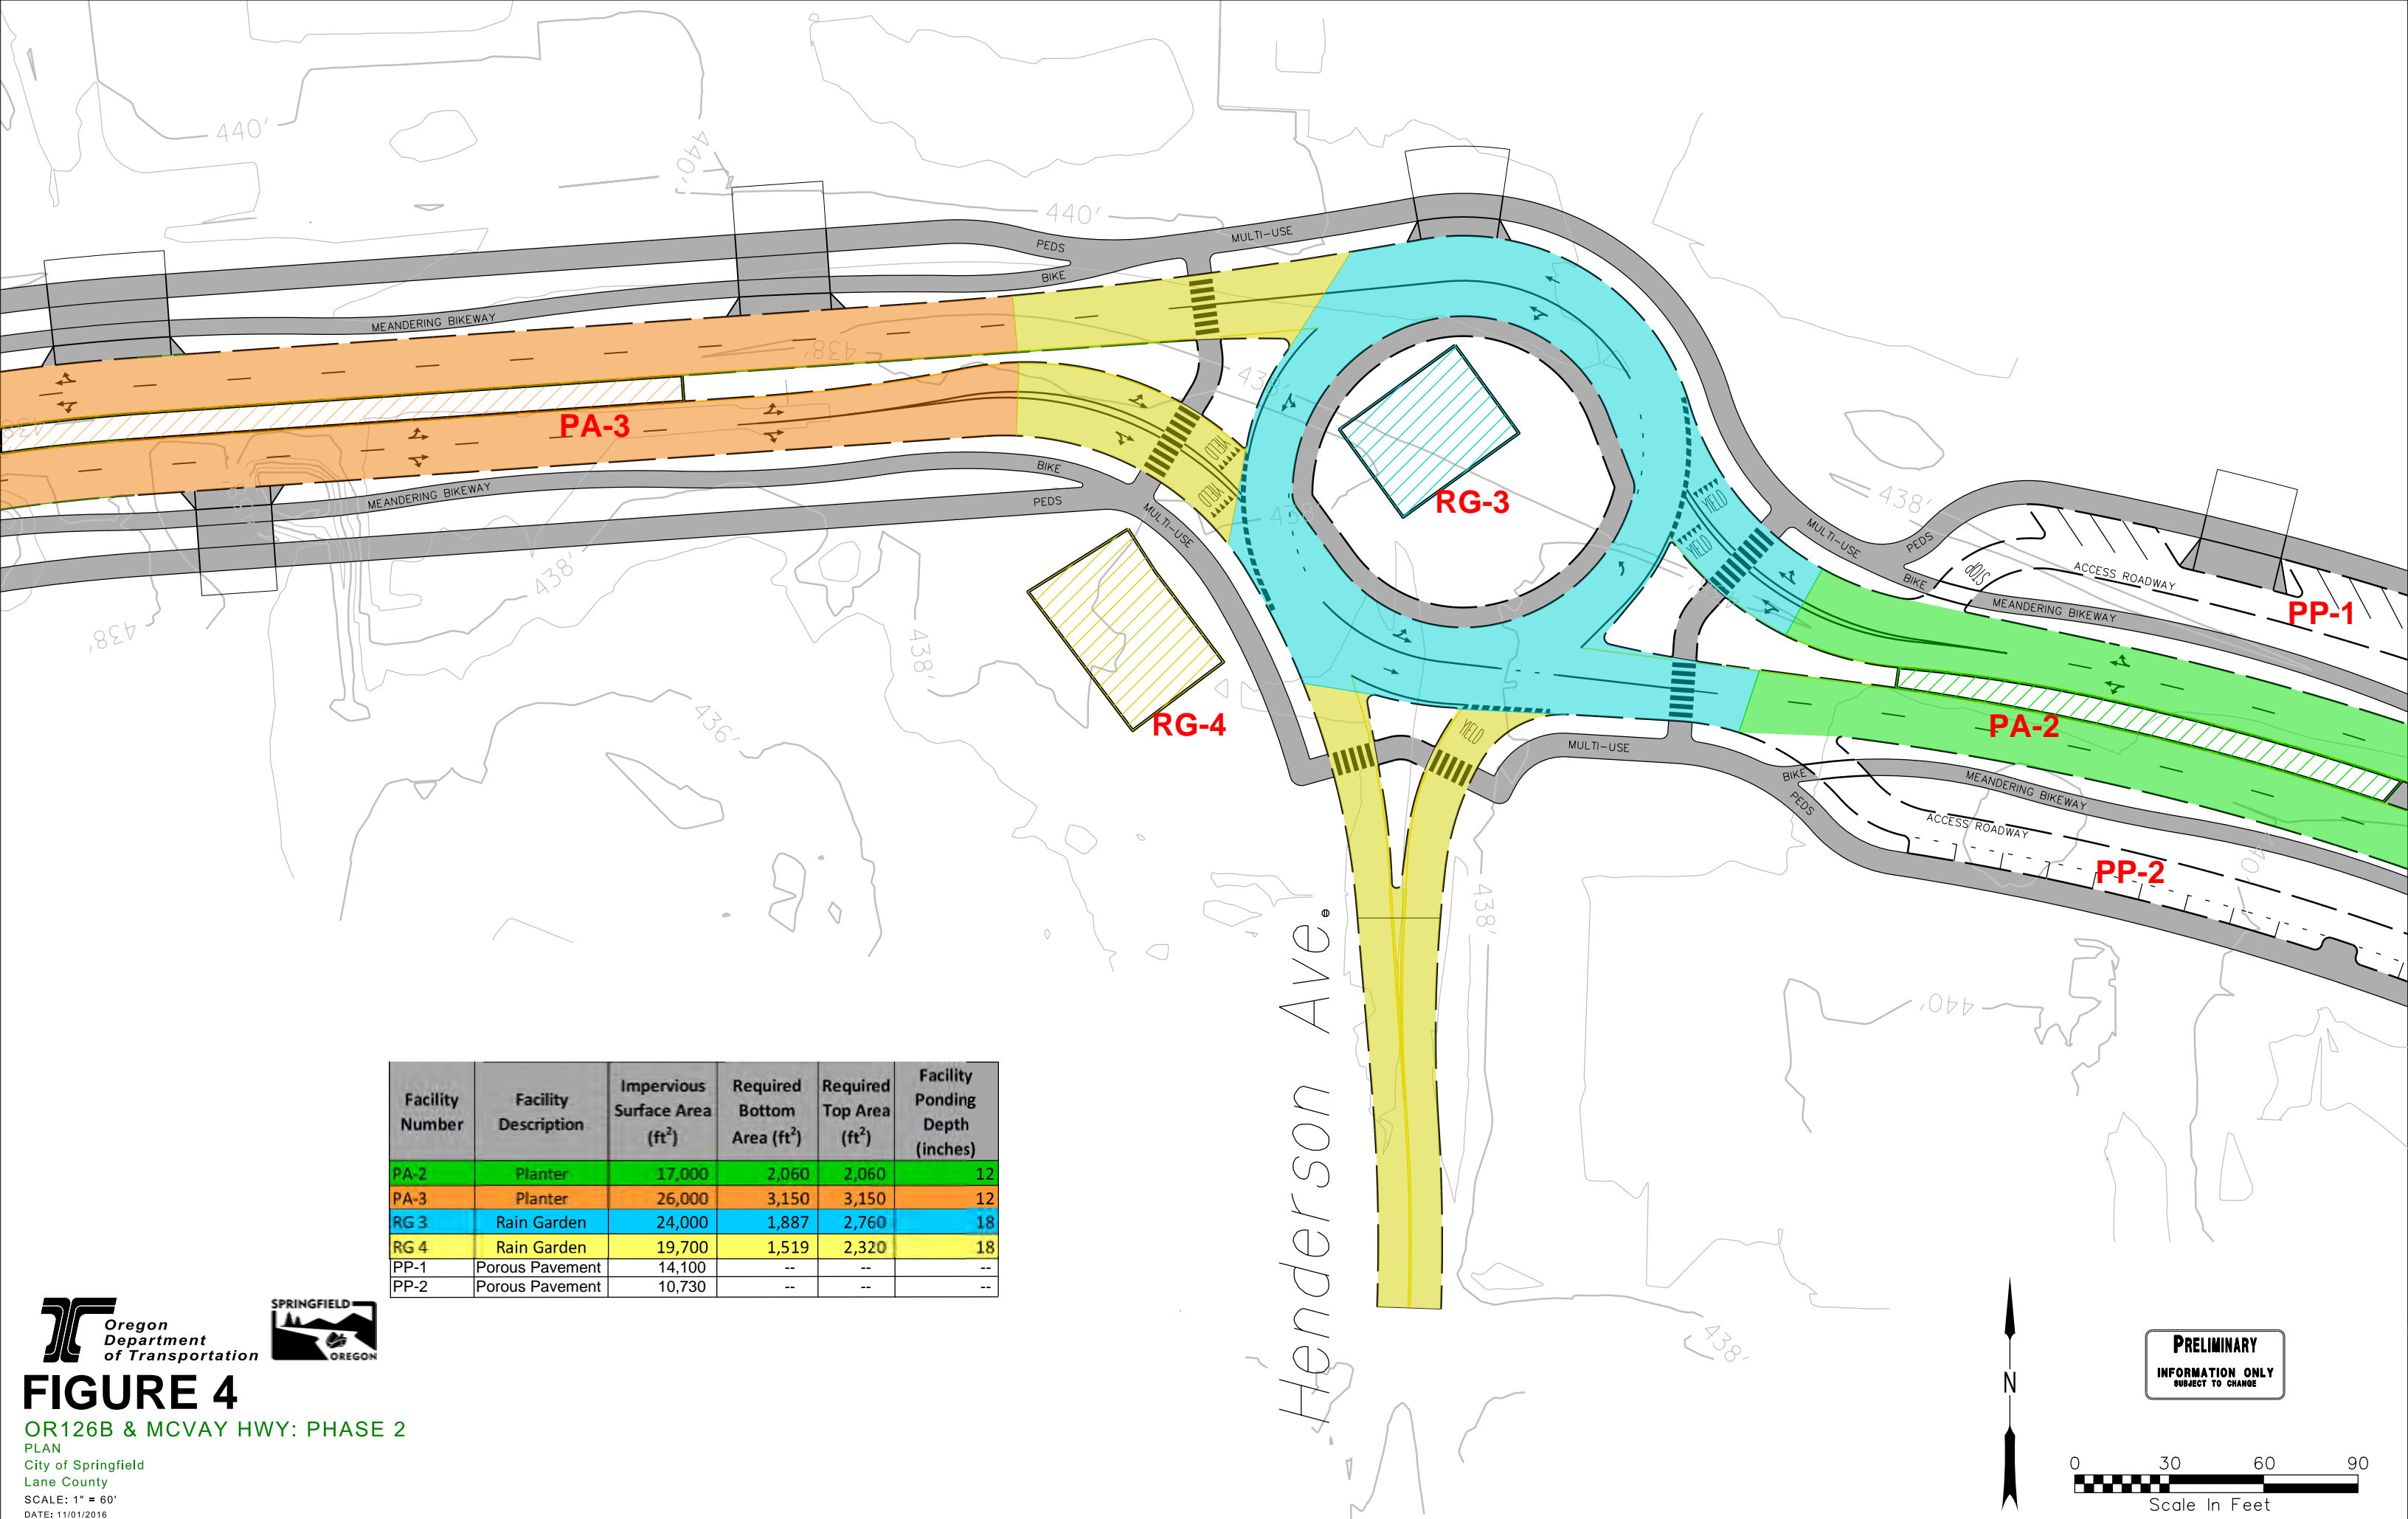 440'
440'
440'
MULTI-USE
PEDS
BIKE
MEANDERING BIKEWAY
438'
438'
438'
PA-3
YIELD
YIELD
BIKE
PEDS
MEANDERING BIKEWAY
MULTI-USE
438'
RG-3
438'
YIELD
YIELD
MULTI-USE
PEDS
BIKE
STOP
ACCESS ROADWAY
MEANDERING BIKEWAY
PP-1
438'
438'
438'
436'
RG-4
YIELD
MULTI-USE
PA-2
BIKE
PEDS
MEANDERING BIKEWAY
ACCESS ROADWAY
PP-2
440'
438'
440'
438'
Henderson Ave.
Facility Number Facility Description Impervious Surface Area (ft²) Required Bottom Area (ft²) Required Top Area (ft²) Facility Ponding Depth (inches)
PA-2 Planter 17,000 2,060 2,060 12
PA-3 Planter 26,000 3,150 3,150 12
RG 3 Rain Garden 24,000 1,887 2,760 18
RG 4 Rain Garden 19,700 1,519 2,320 18
PP-1 Porous Pavement 14,100 -- -- --
PP-2 Porous Pavement 10,730 -- -- --
Oregon
Department
of Transportation
SPRINGFIELD
OREGON
FIGURE 4
OR126B & MCVAY HWY: PHASE 2
PLAN
City of Springfield
Lane County
SCALE: 1" = 60'
DATE: 11/01/2016
N
PRELIMINARY
INFORMATION ONLY
SUBJECT TO CHANGE
0 30 60 90
Scale In Feet